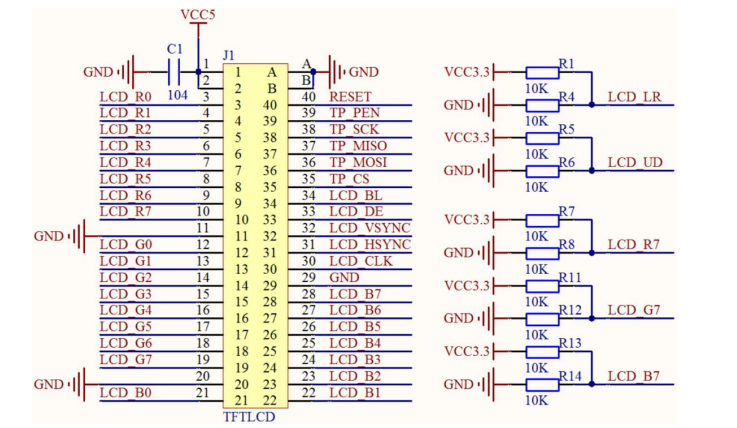 VCC5
C1
J1
GND
104
1 1 A A GND
2 2 B B
LCD_R0 3 3 40 40 RESET
LCD_R1 4 4 39 39 TP_PEN
LCD_R2 5 5 38 38 TP_SCK
LCD_R3 6 6 37 37 TP_MISO
LCD_R4 7 7 36 36 TP_MOSI
LCD_R5 8 8 35 35 TP_CS
LCD_R6 9 9 34 34 LCD_BL
LCD_R7 10 10 33 33 LCD_DE
GND 11 11 32 32 LCD_VSYNC
LCD_G0 12 12 31 31 LCD_HSYNC
LCD_G1 13 13 30 30 LCD_CLK
LCD_G2 14 14 29 29 GND
LCD_G3 15 15 28 28 LCD_B7
LCD_G4 16 16 27 27 LCD_B6
LCD_G5 17 17 26 26 LCD_B5
LCD_G6 18 18 25 25 LCD_B4
LCD_G7 19 19 24 24 LCD_B3
GND 20 20 23 23 LCD_B2
LCD_B0 21 21 22 22 LCD_B1
TFTLCD
VCC3.3 R1
10K
GND R4 LCD_LR
10K
VCC3.3 R5
10K
GND R6 LCD_UD
10K
VCC3.3 R7
10K
GND R8 LCD_R7
10K
VCC3.3 R11
10K
GND R12 LCD_G7
10K
VCC3.3 R13
10K
GND R14 LCD_B7
10K